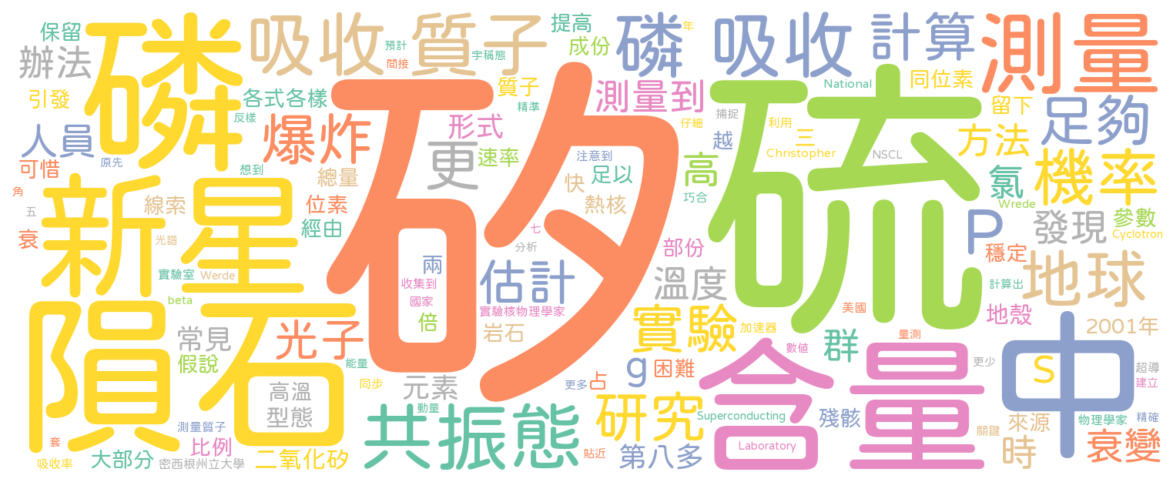 保留
磷
吸收
預計
質子
字稱態
提高
成份
磷
年
吸收
計算
測量
辦法
間接
引發
各式各樣
反樣
爆炸
質子
精準
測量到
National
同位素
捕捉
利用
留下
足夠
人員
原先
形式
仔細
越
三
Christopher
方法
可惜
想到
更
速率
注意到
NSCL
矽
硫
高
氯
機率
角
新星
總量
快
足以
巧合
Wrede
五
線索
位素
熱核
P
發現
參數
Cyclotron
衰
光譜
經由
七
分析
部份
穩定
實驗室
Werde
兩
收集到
國家
估計
溫度
計算出
地球
beta
倍
實驗核物理學家
美國
地殼
隕石
常見
光子
岩石
實驗
加速器
量測
2001年
假說
能量
數值
群
中
高溫
同步
元素
更多
占
g
困難
含量
更少
S
超導
型態
動量
建立
共振態
研究
Superconducting
殘骸
來源
物理學家
精確
測量質子
Laboratory
關鍵
套
比例
吸收率
大部分
密西根州立大學
二氧化矽
貼近
第八多
時
衰變